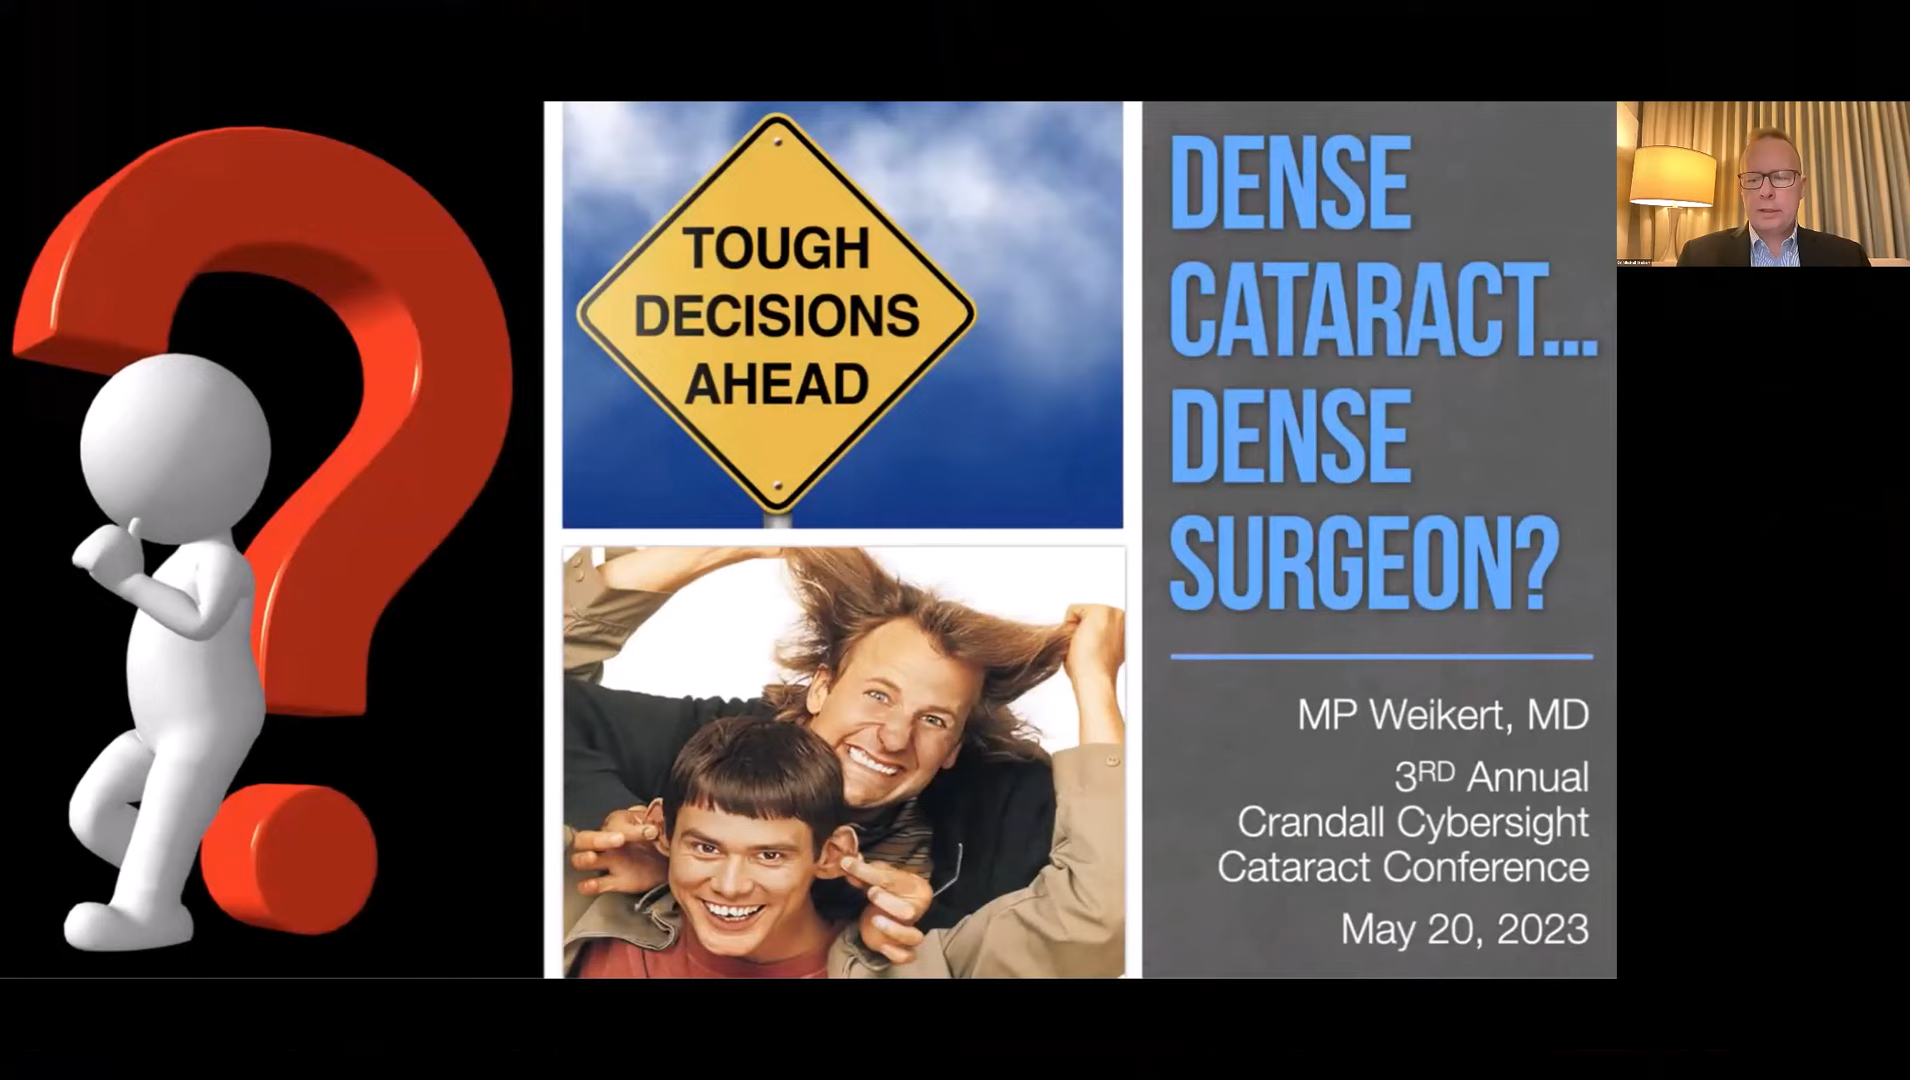 TOUGH
DECISIONS
AHEAD
DENSE
CATARACT...
DENSE
SURGEON?
MP Weikert, MD
3RD Annual
Crandall Cybersight
Cataract Conference
May 20, 2023